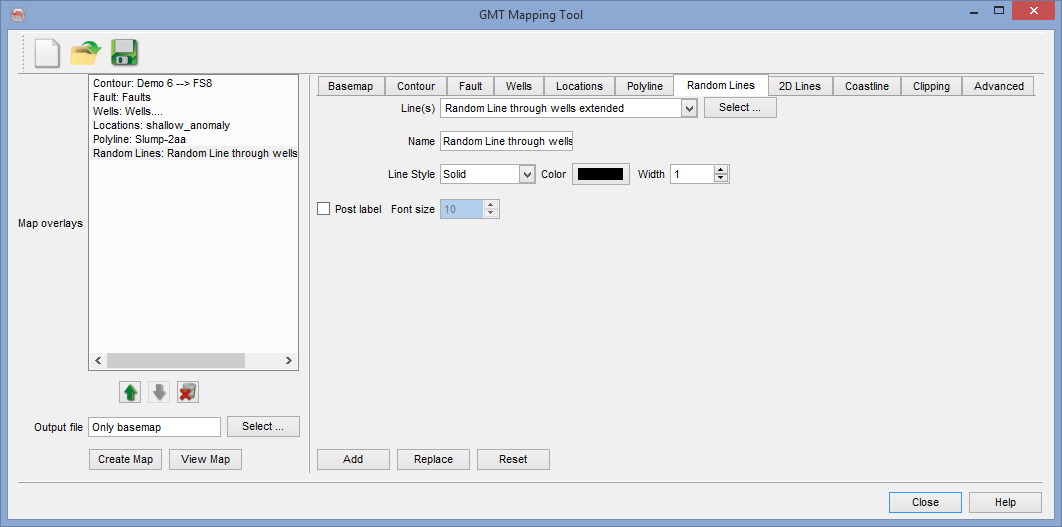 GMT Mapping Tool
Contour: Demo 6 --> FS8
Fault: Faults
Wells: Wells....
Locations: shallow_anomaly
Polyline: Slump-2aa
Random Lines: Random Line through wells
Map overlays
Output file Only basemap Select ...
Create Map View Map
Basemap Contour Fault Wells Locations Polyline Random Lines 2D Lines Coastline Clipping Advanced
Line(s) Random Line through wells extended Select ...
Name Random Line through wells
Line Style Solid Color Width 1
Post label Font size 10
Add Replace Reset
Close Help